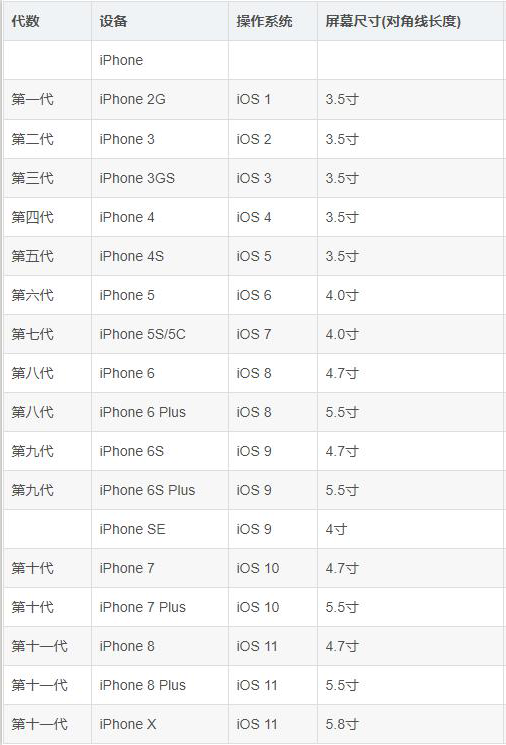 代数 设备 操作系统 屏幕尺寸(对角线长度)
iPhone
第一代 iPhone 2G iOS 1 3.5寸
第二代 iPhone 3 iOS 2 3.5寸
第三代 iPhone 3GS iOS 3 3.5寸
第四代 iPhone 4 iOS 4 3.5寸
第五代 iPhone 4S iOS 5 3.5寸
第六代 iPhone 5 iOS 6 4.0寸
第七代 iPhone 5S/5C iOS 7 4.0寸
第八代 iPhone 6 iOS 8 4.7寸
第八代 iPhone 6 Plus iOS 8 5.5寸
第九代 iPhone 6S iOS 9 4.7寸
第九代 iPhone 6S Plus iOS 9 5.5寸
iPhone SE iOS 9 4寸
第十代 iPhone 7 iOS 10 4.7寸
第十代 iPhone 7 Plus iOS 10 5.5寸
第十一代 iPhone 8 iOS 11 4.7寸
第十一代 iPhone 8 Plus iOS 11 5.5寸
第十一代 iPhone X iOS 11 5.8寸